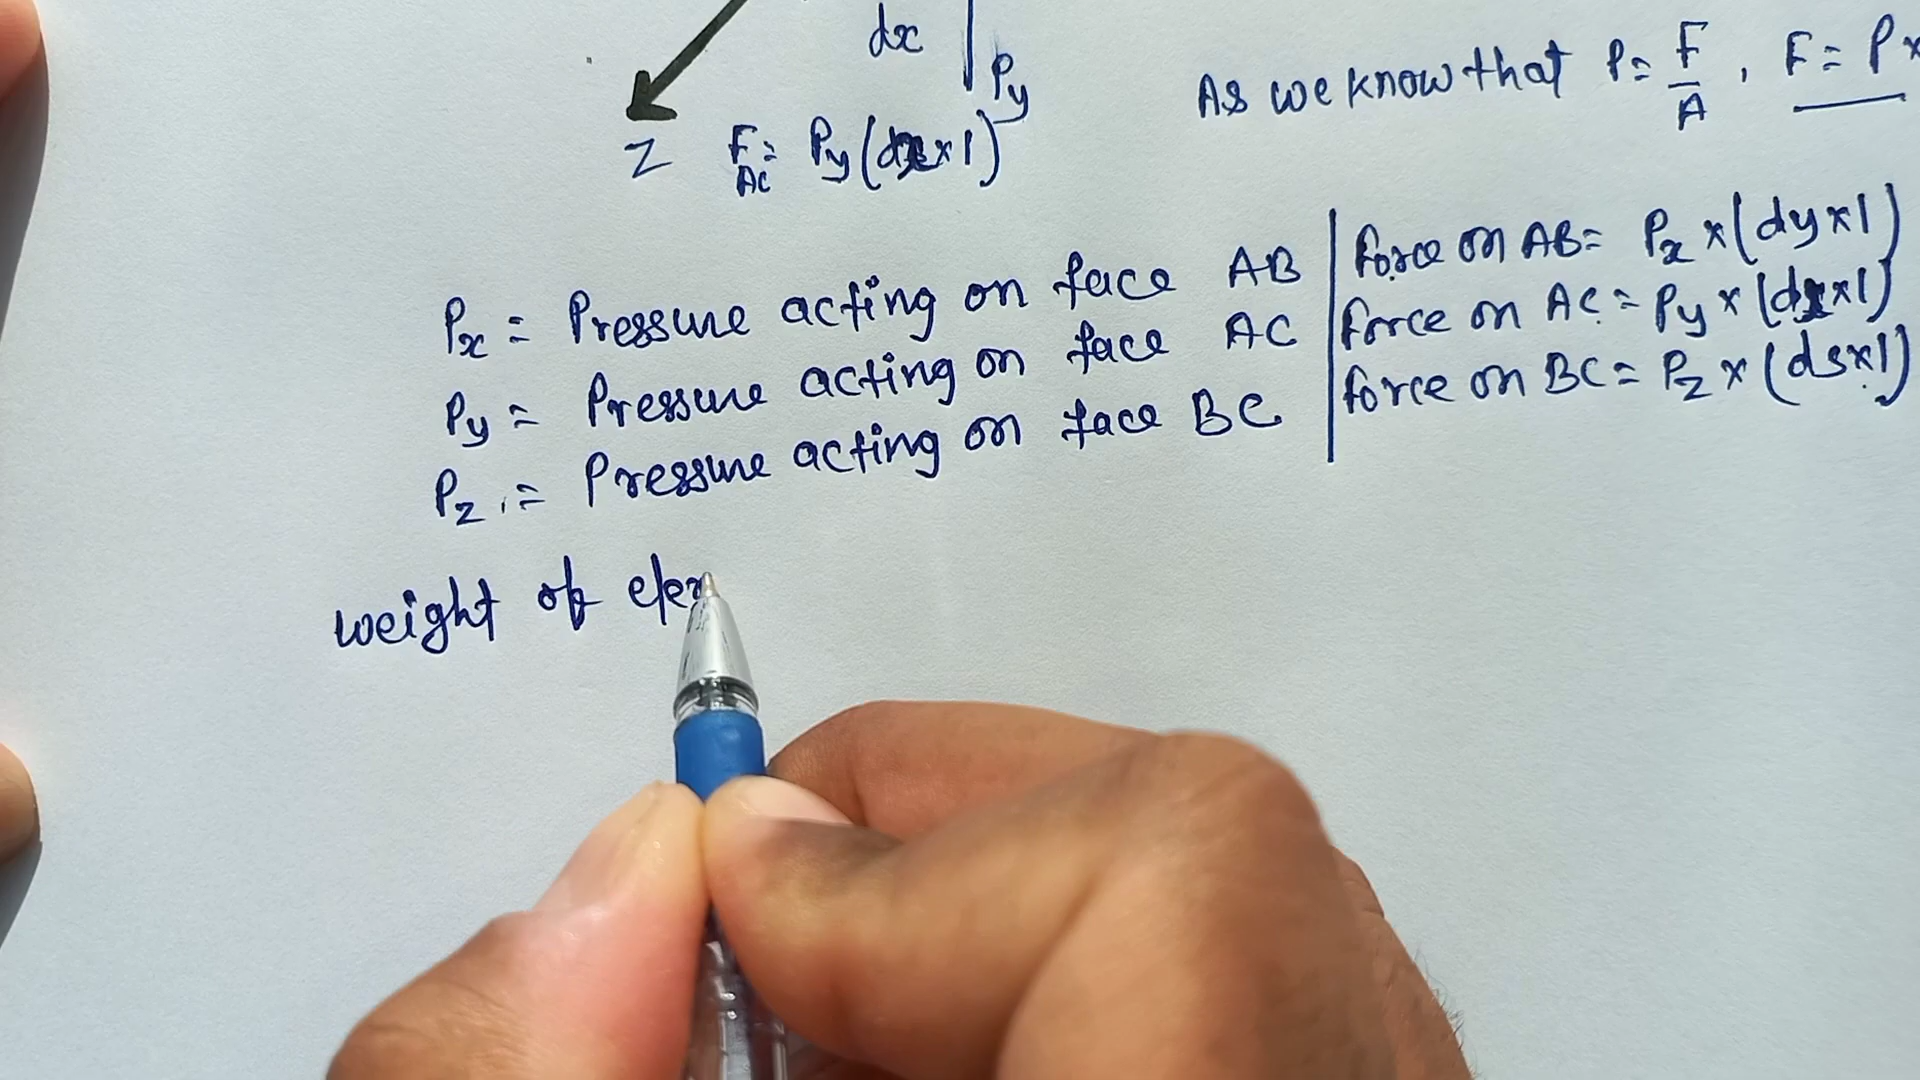 dx
Py
As we know that P = F/A , F = P×
Z F_AC = Py(dx×1)
Px = Pressure acting on face AB | Force on AB = Px × (dy×1)
Py = Pressure acting on face AC | Force on AC = Py × (dx×1)
Pz = Pressure acting on face BC | Force on BC = Pz × (ds×1)
weight of elem